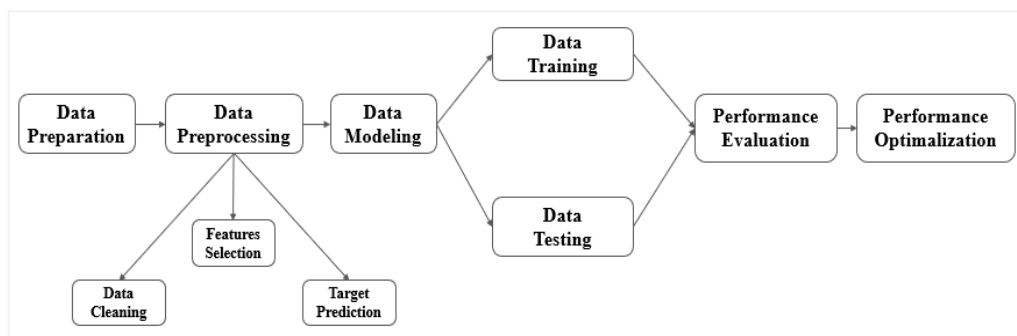 Data
Preparation
Data
Preprocessing
Data
Modeling
Data
Training
Data
Testing
Performance
Evaluation
Performance
Optimalization
Features
Selection
Data
Cleaning
Target
Prediction